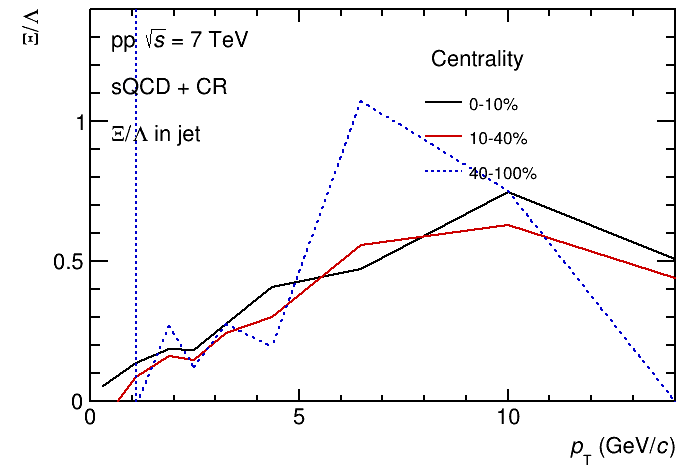 Ξ/Λ
pp √s = 7 TeV
sQCD + CR
Ξ/Λ in jet
Centrality
0-10%
10-40%
40-100%
1
0.5
0
0 5 10
p_T (GeV/c)